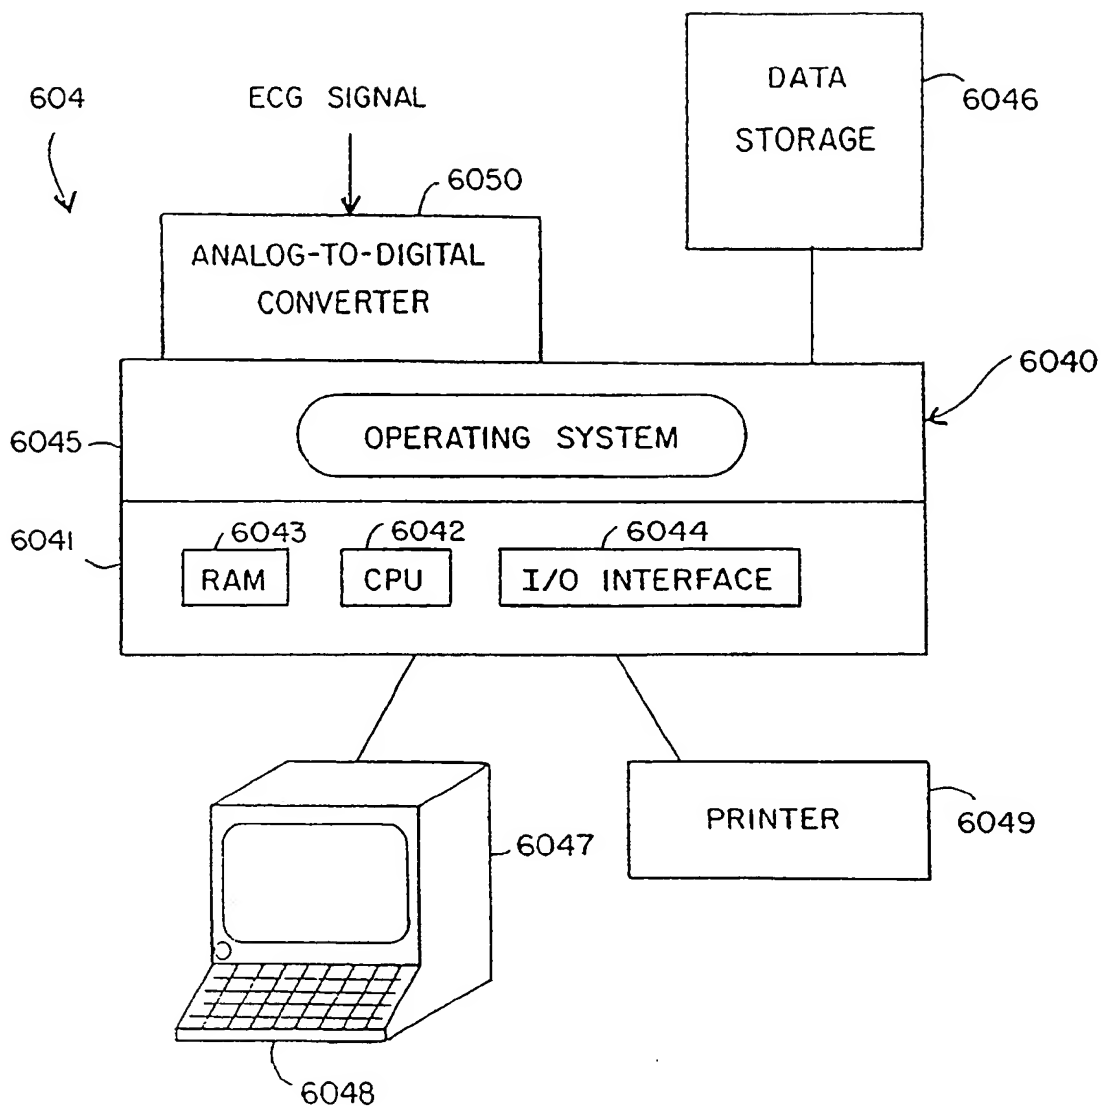 604
ECG SIGNAL
DATA
STORAGE
6046
6050
ANALOG-TO-DIGITAL
CONVERTER
6040
6045
OPERATING SYSTEM
6041
6043
6042
6044
RAM
CPU
I/O INTERFACE
6047
PRINTER
6049
6048